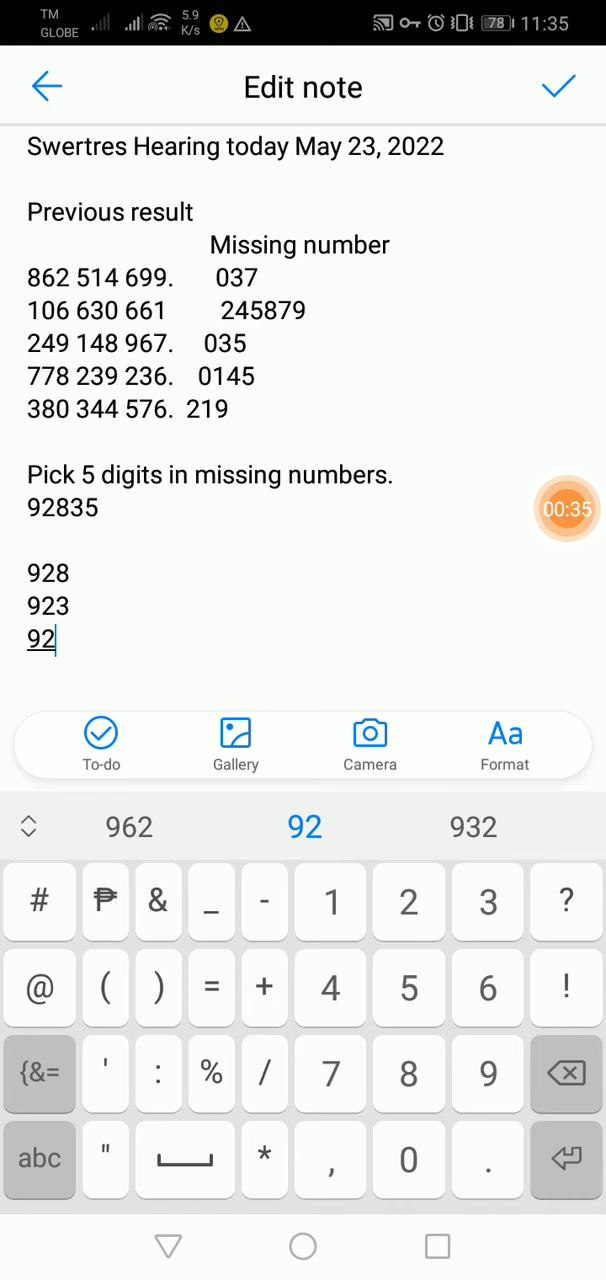 TM
GLOBE
5.9
K/s
78
11:35
Edit note
Swertres Hearing today May 23, 2022
Previous result
Missing number
862 514 699. 037
106 630 661 245879
249 148 967. 035
778 239 236. 0145
380 344 576. 219
Pick 5 digits in missing numbers.
92835
00:35
928
923
92
To-do Gallery Camera Format
Aa
962 92 932
# ₱ & _ - 1 2 3 ?
@ ( ) = + 4 5 6 !
{&= ' : % / 7 8 9
abc " * , 0 .